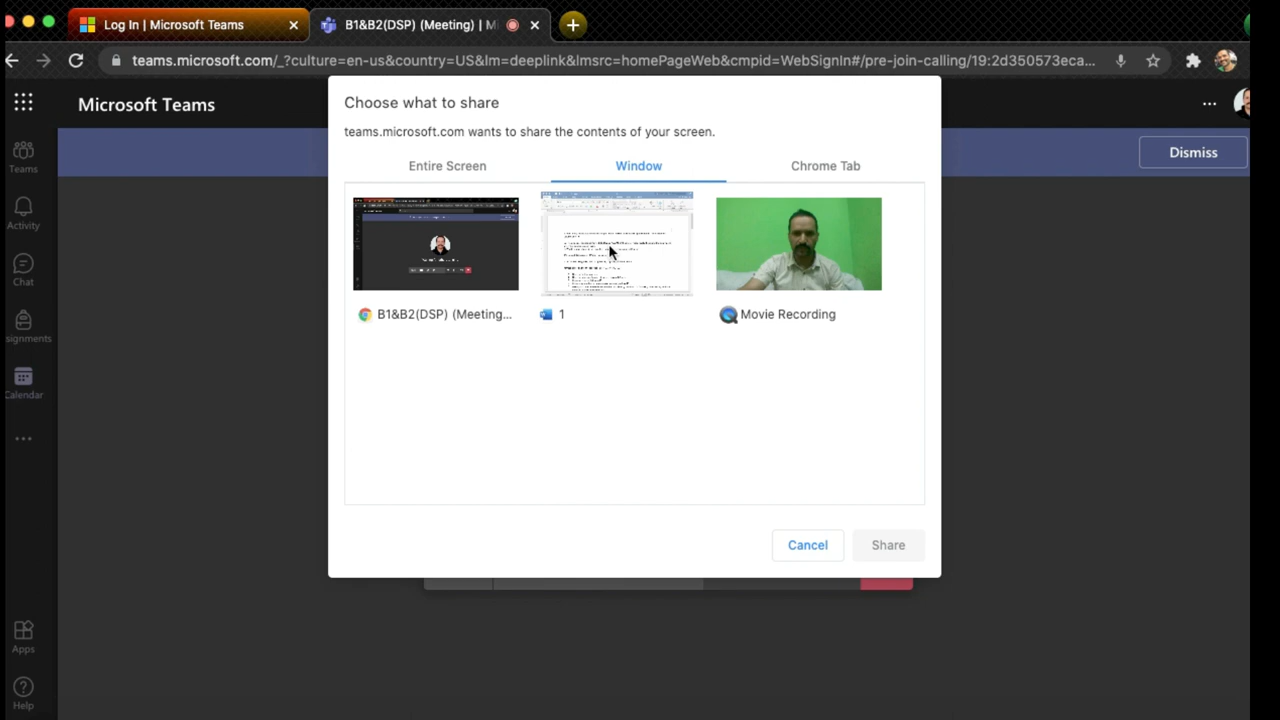 Log In | Microsoft Teams
B1&B2(DSP) (Meeting) | Mi
teams.microsoft.com/_?culture=en-us&country=US&lm=deeplink&lmsrc=homePageWeb&cmpid=WebSignIn#/pre-join-calling/19:2d350573eca...
Microsoft Teams
Choose what to share
teams.microsoft.com wants to share the contents of your screen.
Dismiss
Entire Screen
Window
Chrome Tab
Teams
Activity
Chat
signments
Calendar
B1&B2(DSP) (Meeting...
1
Movie Recording
Cancel
Share
Apps
Help